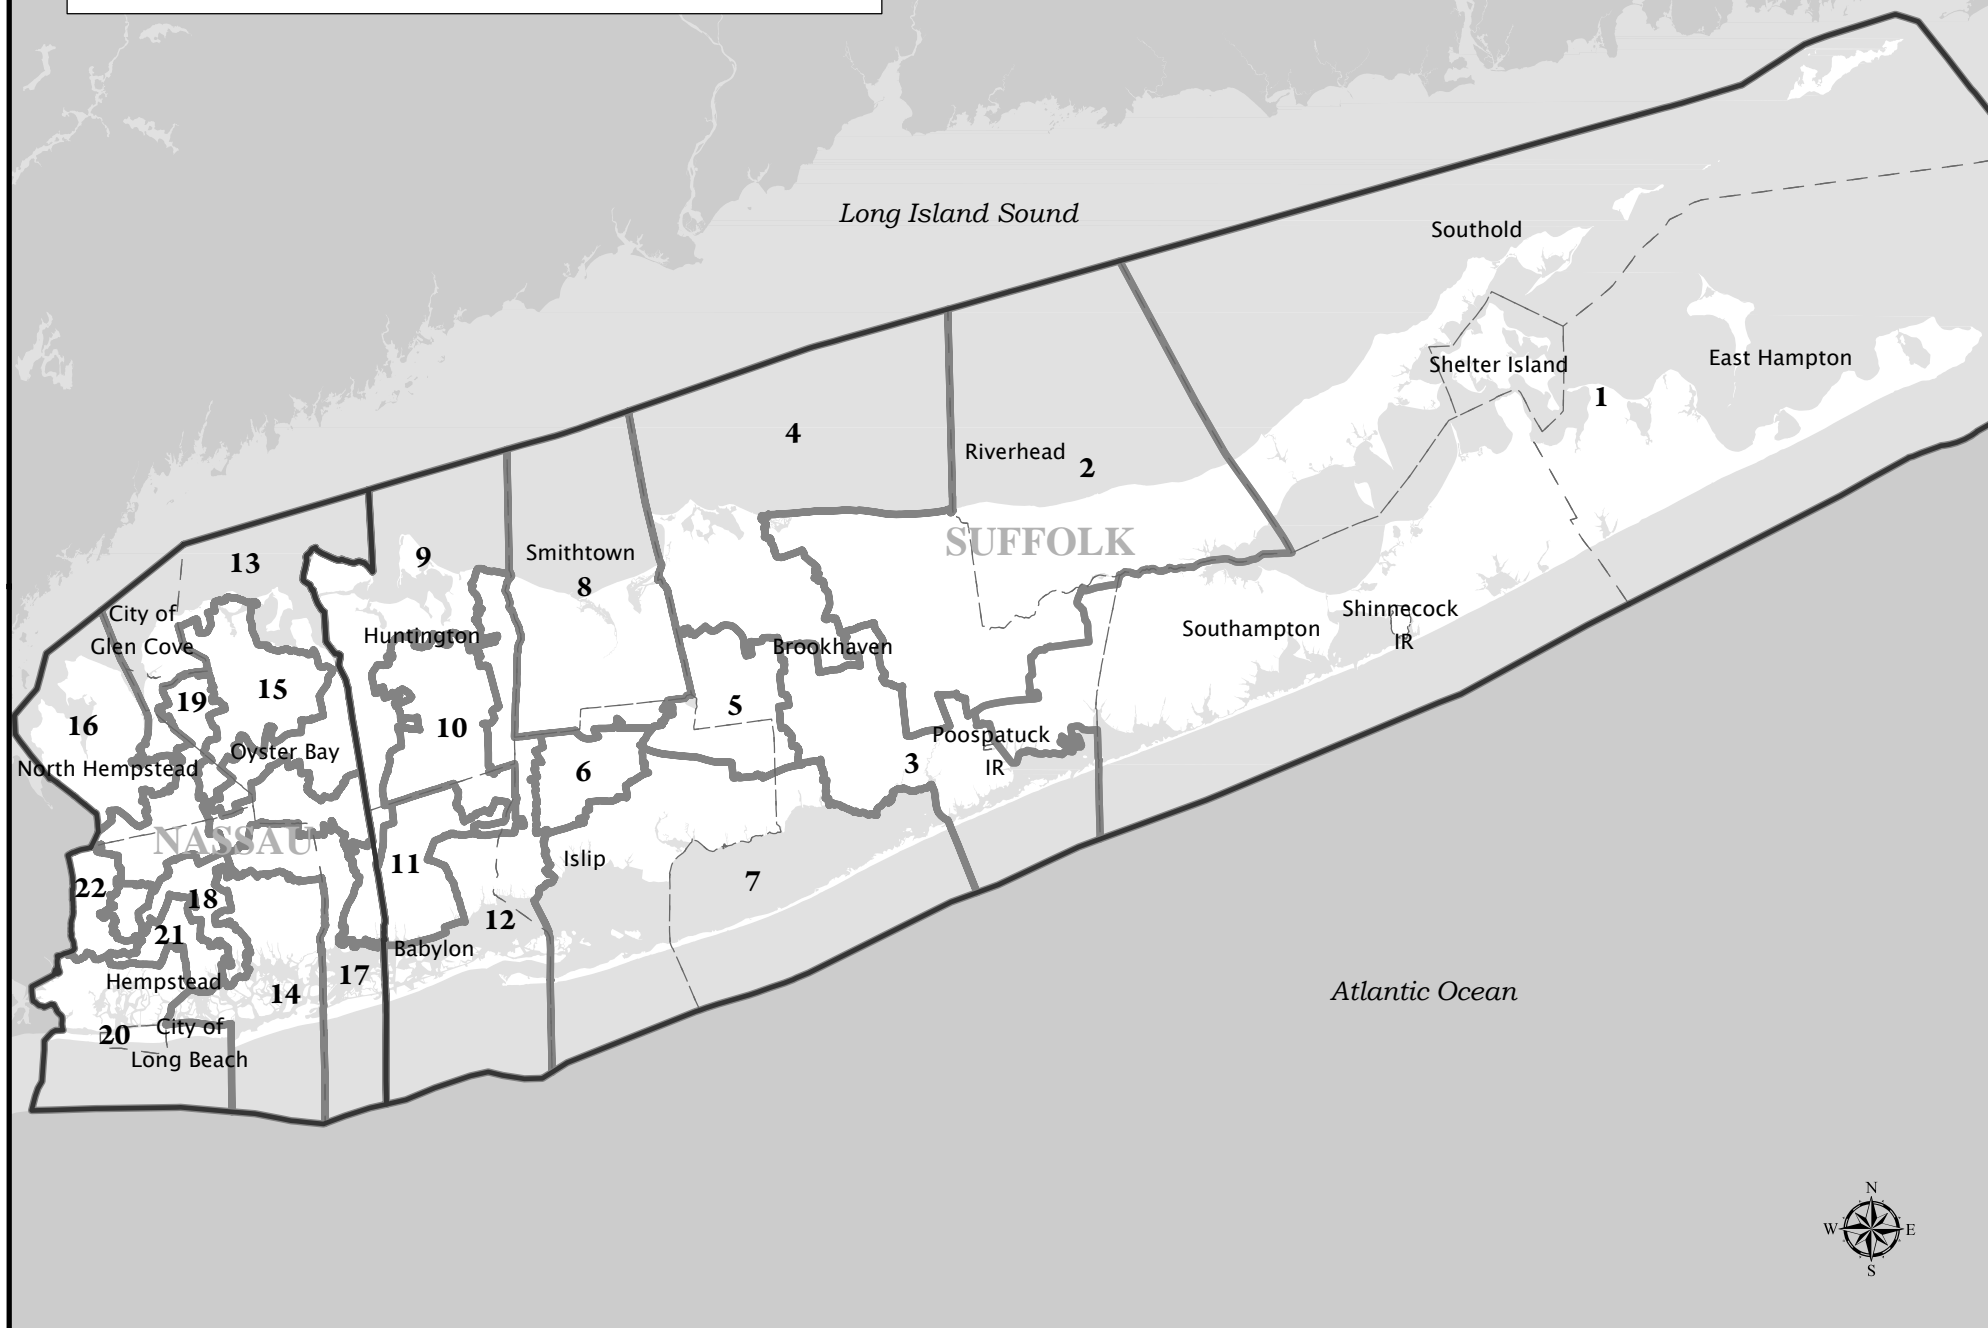 Long Island Sound
Southold
Shelter Island
East Hampton
1
4
Riverhead
2
SUFFOLK
13
9
Smithtown
8
City of
Glen Cove
Huntington
Brookhaven
Southampton
Shinnecock
IR
19
15
16
10
5
North Hempstead
Oyster Bay
6
3
Poospatuck
IR
NASSAU
11
Islip
7
22
18
21
12
Babylon
Hempstead
14
17
20
City of
Long Beach
Atlantic Ocean
N
W
E
S